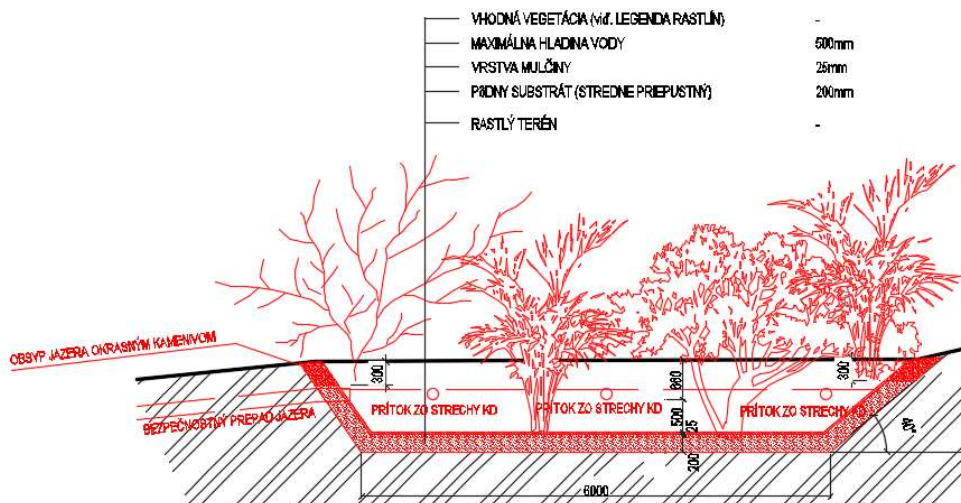 VHODNÁ VEGETÁCIA (viď. LEGENDA RASTLÍN) -
MAXIMÁLNA HLADINA VODY 500mm
VRSTVA MULČINY 25mm
PôDNY SUBSTRÁT (STREDNE PRIEPUSTNÝ) 200mm
RASTLÝ TERÉN -
OBSYP JAZERA OKRASNÝM KAMENIVOM
BEZPEČNOSTNÝ PREPAD JAZERA
300
PRÍTOK ZO STRECHY KD
PRÍTOK ZO STRECHY KD
PRÍTOK ZO STRECHY KD
660
500
25
200
300
6000